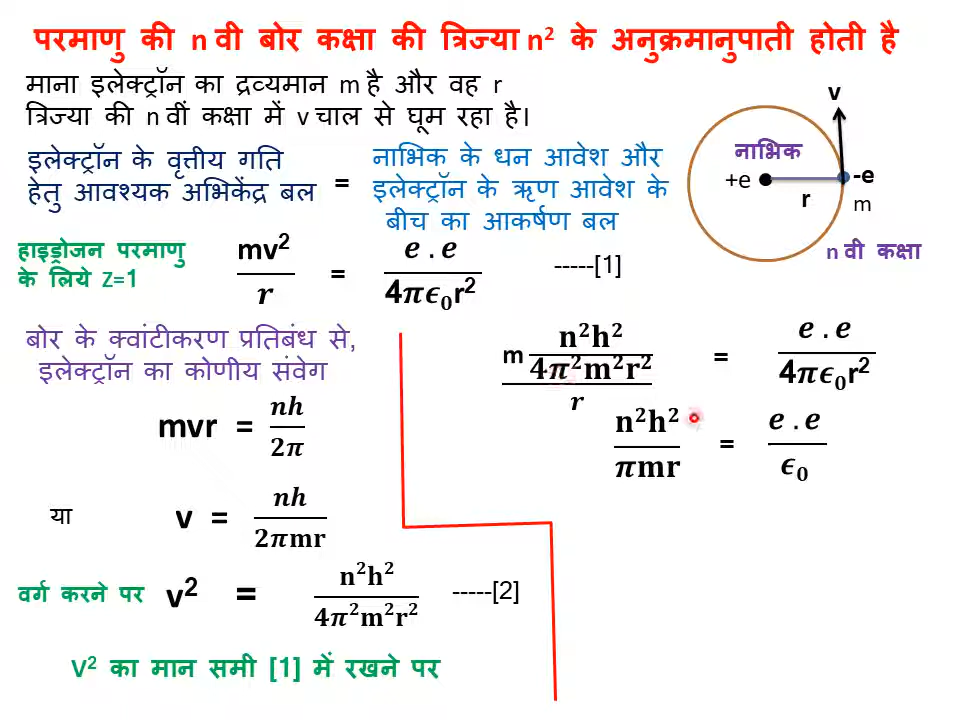 परमाणु की n वी बोर कक्षा की त्रिज्या n² के अनुक्रमानुपाती होती है
माना इलेक्ट्रॉन का द्रव्यमान m है और वह r
त्रिज्या की n वीं कक्षा में v चाल से घूम रहा है।
v
नाभिक
+e
-e
r
m
n वी कक्षा
इलेक्ट्रॉन के वृत्तीय गति
हेतु आवश्यक अभिकेंद्र बल
=
नाभिक के धन आवेश और
इलेक्ट्रॉन के ऋण आवेश के
बीच का आकर्षण बल
हाइड्रोजन परमाणु
के लिये Z=1
mv²
r
=
e . e
4πϵ₀r²
-----[1]
बोर के क्वांटीकरण प्रतिबंध से,
इलेक्ट्रॉन का कोणीय संवेग
mvr = nh
2π
या
v = nh
2πmr
वर्ग करने पर
v² = n²h²
4π²m²r²
-----[2]
V² का मान समी [1] में रखने पर
m n²h²
4π²m²r²
r
=
e . e
4πϵ₀r²
n²h²
πmr
=
e . e
ϵ₀